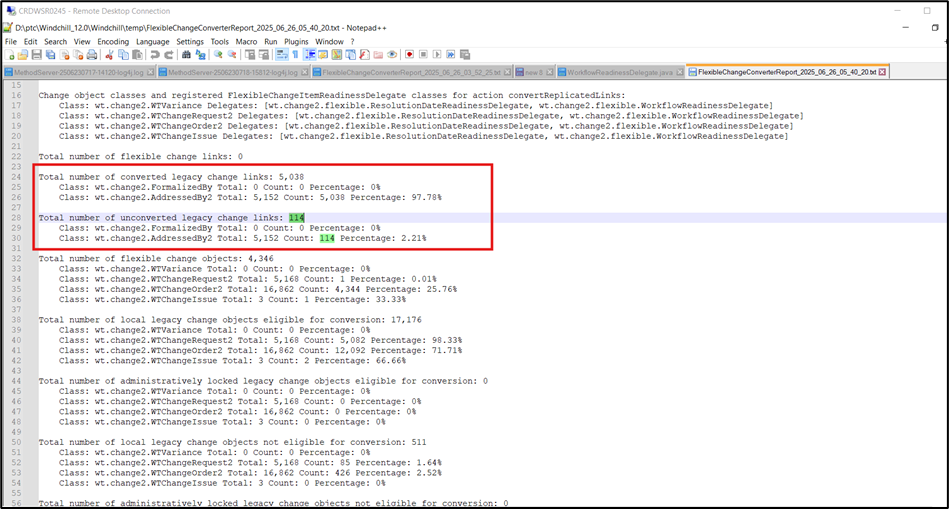 CRDWSR0245 - Remote Desktop Connection
D:\ptc\Windchill_12.0\Windchill\temp\FlexibleChangeConverterReport_2025_06_26_05_40_20.txt - Notepad++
File Edit Search View Encoding Language Settings Tools Macro Run Plugins Window ?
MethodServer-2506230717-14120-log4j.log MethodServer-2506230718-15812-log4j.log FlexibleChangeConverterReport_2025_06_26_03_52_25.txt new 8 WorkflowReadinessDelegate.java FlexibleChangeConverterReport_2025_06_26_05_40_20.txt
15
16 Change object classes and registered FlexibleChangeItemReadinessDelegate classes for action convertReplicatedLinks:
17 Class: wt.change2.WTVariance Delegates: [wt.change2.flexible.ResolutionDateReadinessDelegate, wt.change2.flexible.WorkflowReadinessDelegate]
18 Class: wt.change2.WTChangeRequest2 Delegates: [wt.change2.flexible.ResolutionDateReadinessDelegate, wt.change2.flexible.WorkflowReadinessDelegate]
19 Class: wt.change2.WTChangeOrder2 Delegates: [wt.change2.flexible.ResolutionDateReadinessDelegate, wt.change2.flexible.WorkflowReadinessDelegate]
20 Class: wt.change2.WTChangeIssue Delegates: [wt.change2.flexible.ResolutionDateReadinessDelegate, wt.change2.flexible.WorkflowReadinessDelegate]
21
22 Total number of flexible change links: 0
23
24 Total number of converted legacy change links: 5,038
25 Class: wt.change2.FormalizedBy Total: 0 Count: 0 Percentage: 0%
26 Class: wt.change2.AddressedBy2 Total: 5,152 Count: 5,038 Percentage: 97.78%
27
28 Total number of unconverted legacy change links: 114
29 Class: wt.change2.FormalizedBy Total: 0 Count: 0 Percentage: 0%
30 Class: wt.change2.AddressedBy2 Total: 5,152 Count: 114 Percentage: 2.21%
31
32 Total number of flexible change objects: 4,346
33 Class: wt.change2.WTVariance Total: 0 Count: 0 Percentage: 0%
34 Class: wt.change2.WTChangeRequest2 Total: 5,168 Count: 1 Percentage: 0.01%
35 Class: wt.change2.WTChangeOrder2 Total: 16,862 Count: 4,344 Percentage: 25.76%
36 Class: wt.change2.WTChangeIssue Total: 3 Count: 1 Percentage: 33.33%
37
38 Total number of local legacy change objects eligible for conversion: 17,176
39 Class: wt.change2.WTVariance Total: 0 Count: 0 Percentage: 0%
40 Class: wt.change2.WTChangeRequest2 Total: 5,168 Count: 5,082 Percentage: 98.33%
41 Class: wt.change2.WTChangeOrder2 Total: 16,862 Count: 12,092 Percentage: 71.71%
42 Class: wt.change2.WTChangeIssue Total: 3 Count: 2 Percentage: 66.66%
43
44 Total number of administratively locked legacy change objects eligible for conversion: 0
45 Class: wt.change2.WTVariance Total: 0 Count: 0 Percentage: 0%
46 Class: wt.change2.WTChangeRequest2 Total: 5,168 Count: 0 Percentage: 0%
47 Class: wt.change2.WTChangeOrder2 Total: 16,862 Count: 0 Percentage: 0%
48 Class: wt.change2.WTChangeIssue Total: 3 Count: 0 Percentage: 0%
49
50 Total number of local legacy change objects not eligible for conversion: 511
51 Class: wt.change2.WTVariance Total: 0 Count: 0 Percentage: 0%
52 Class: wt.change2.WTChangeRequest2 Total: 5,168 Count: 85 Percentage: 1.64%
53 Class: wt.change2.WTChangeOrder2 Total: 16,862 Count: 426 Percentage: 2.52%
54 Class: wt.change2.WTChangeIssue Total: 3 Count: 0 Percentage: 0%
55
56 Total number of administratively locked legacy change objects not eligible for conversion: 0